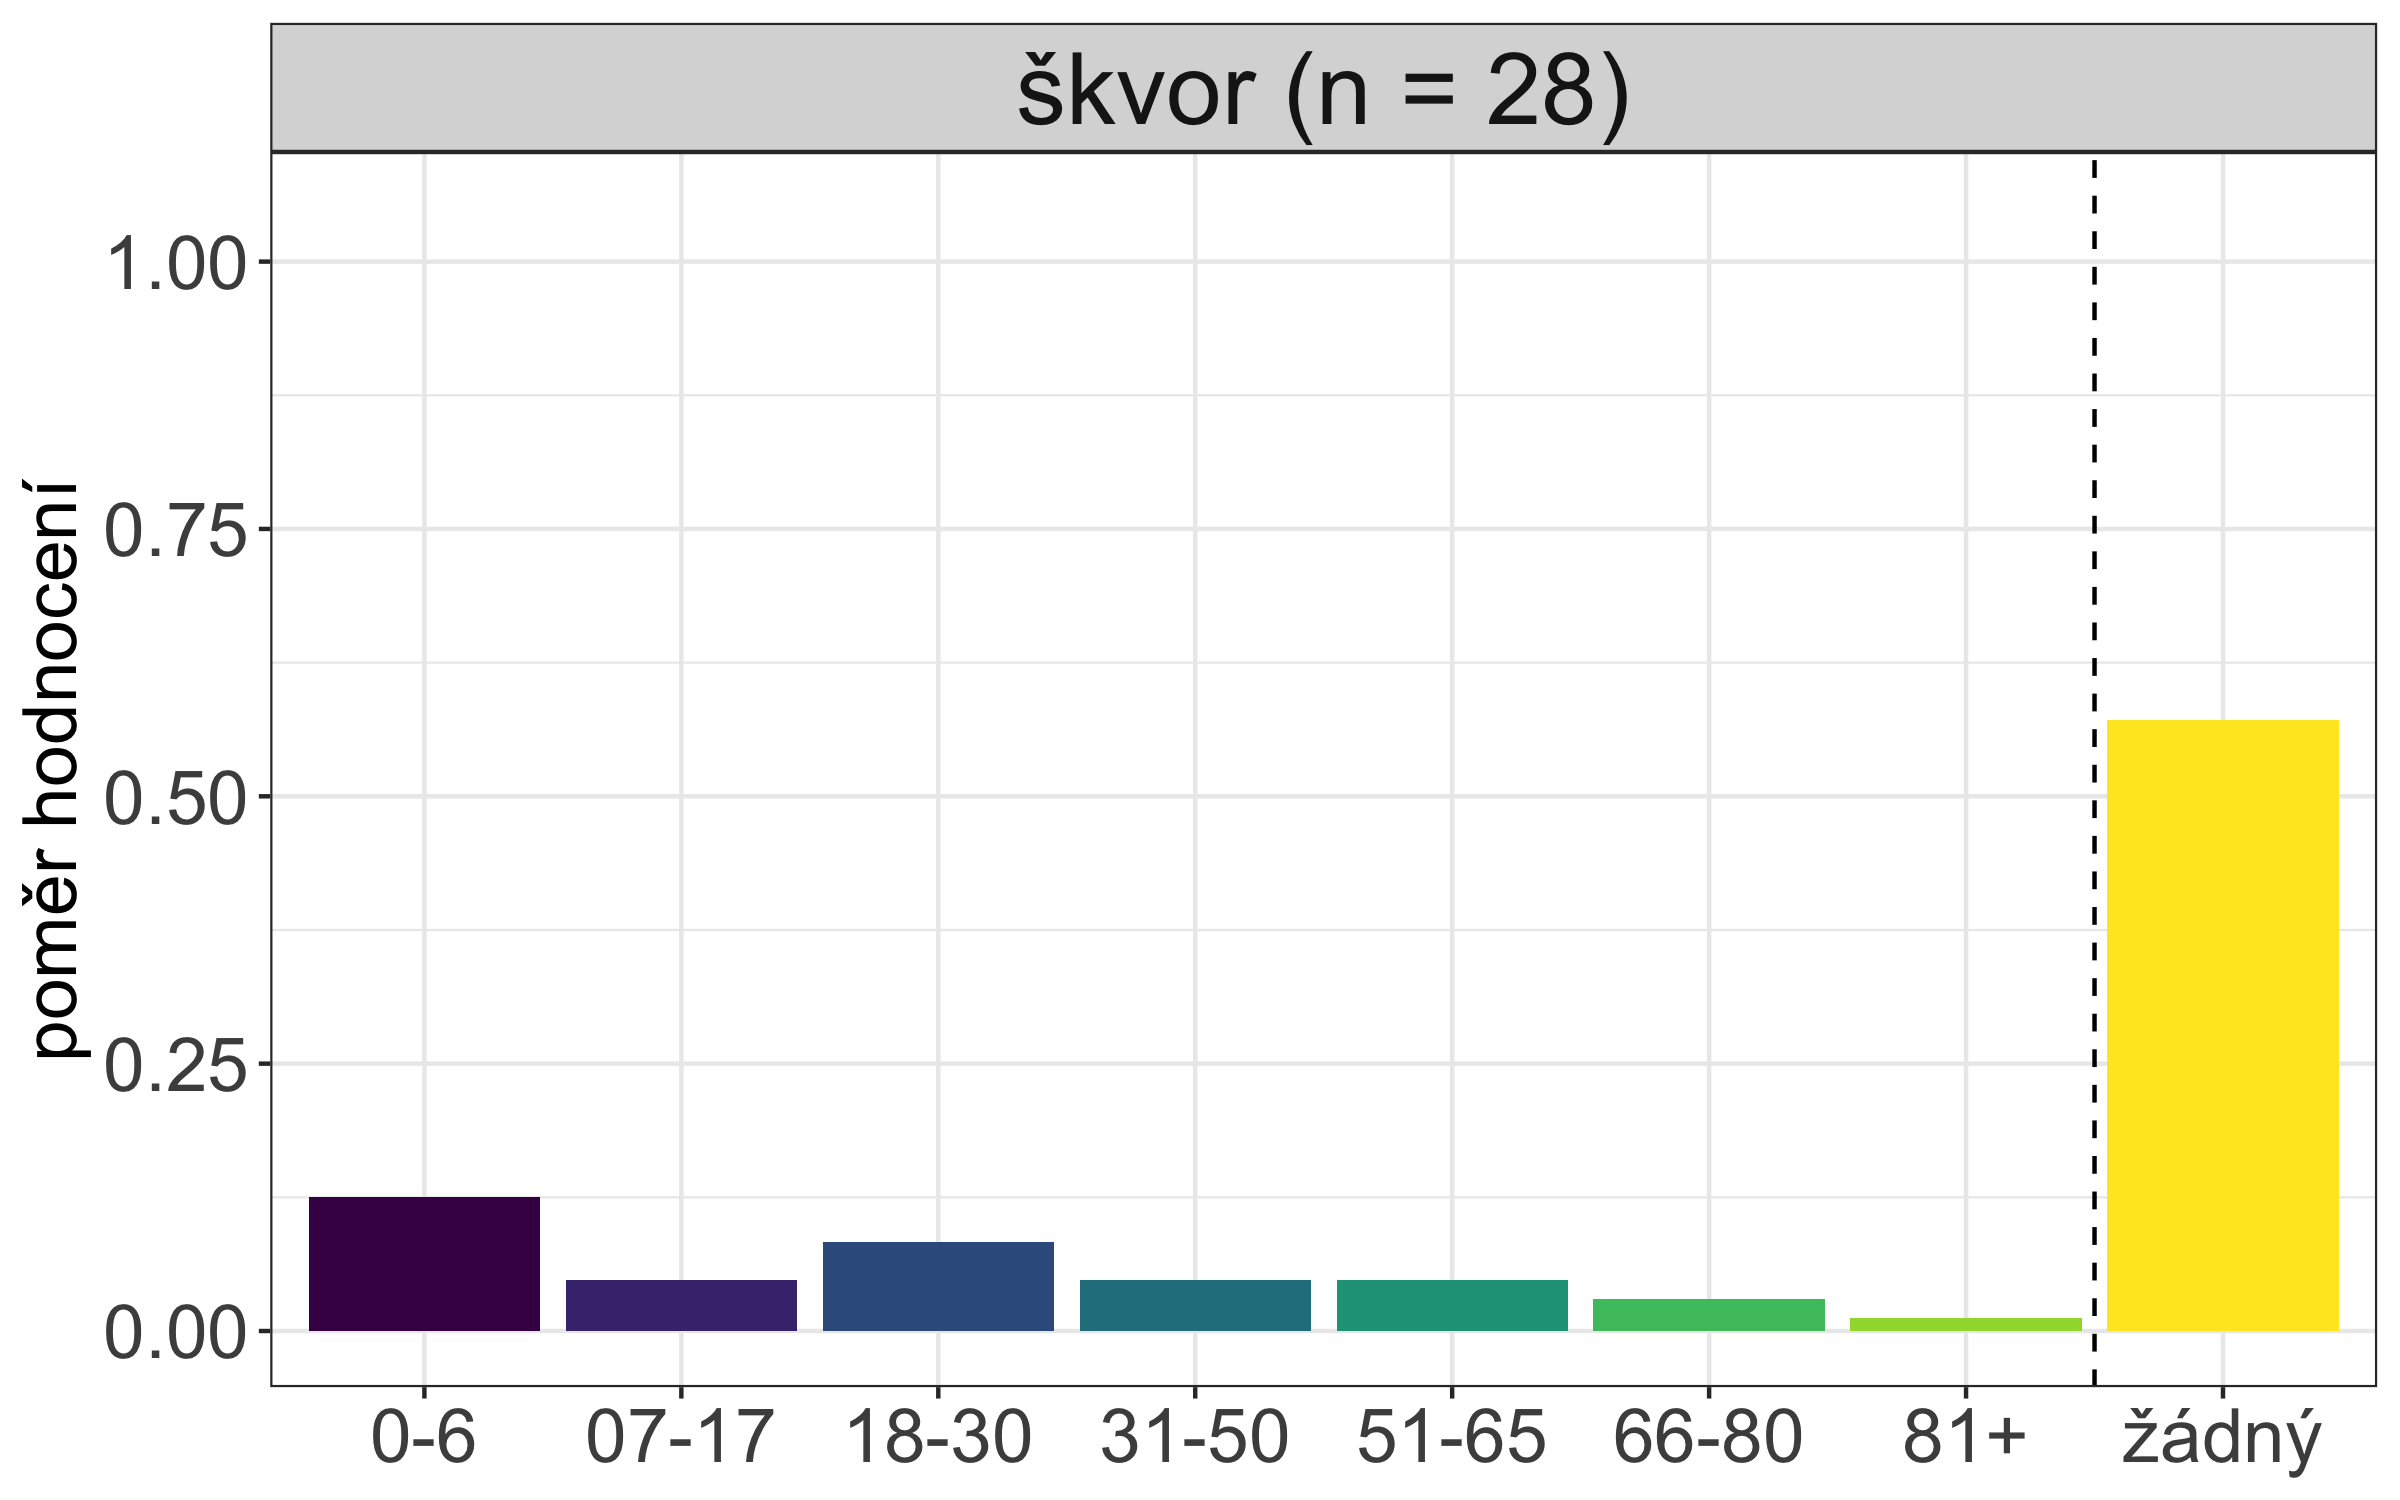 škvor (n = 28)
poměr hodnocení
1.00
0.75
0.50
0.25
0.00
0-6 07-17 18-30 31-50 51-65 66-80 81+ žádný